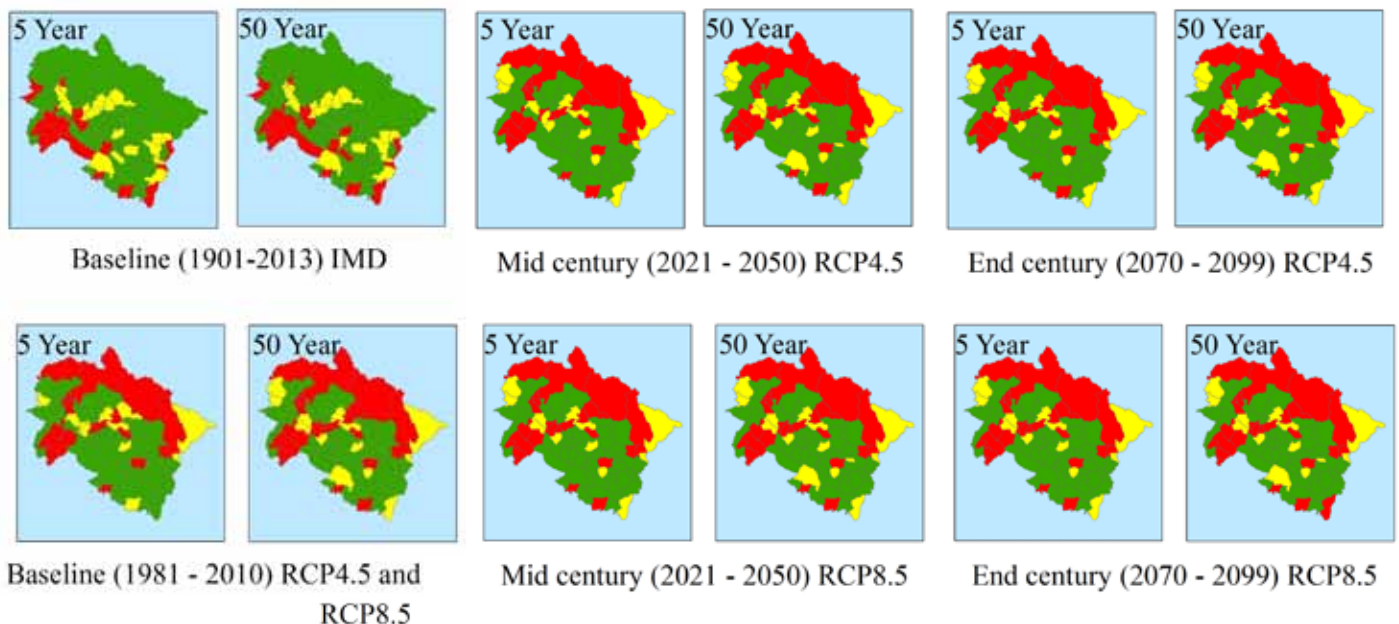 5 Year
50 Year
5 Year
50 Year
5 Year
50 Year
Baseline (1901-2013) IMD
Mid century (2021 - 2050) RCP4.5
End century (2070 - 2099) RCP4.5
5 Year
50 Year
5 Year
50 Year
5 Year
50 Year
Baseline (1981 - 2010) RCP4.5 and
RCP8.5
Mid century (2021 - 2050) RCP8.5
End century (2070 - 2099) RCP8.5